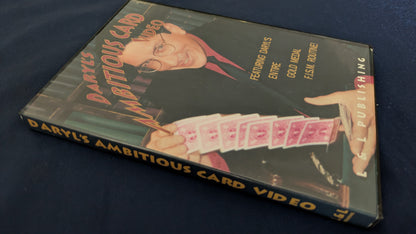 DARYL'S
AMBITIOUS CARD
VIDEO
FEATURING DARYL'S
ENTIRE
GOLD MEDAL
F.I.S.M. ROUTINE!
L&L PUBLISHING
DARYL'S AMBITIOUS CARD VIDEO
L&L